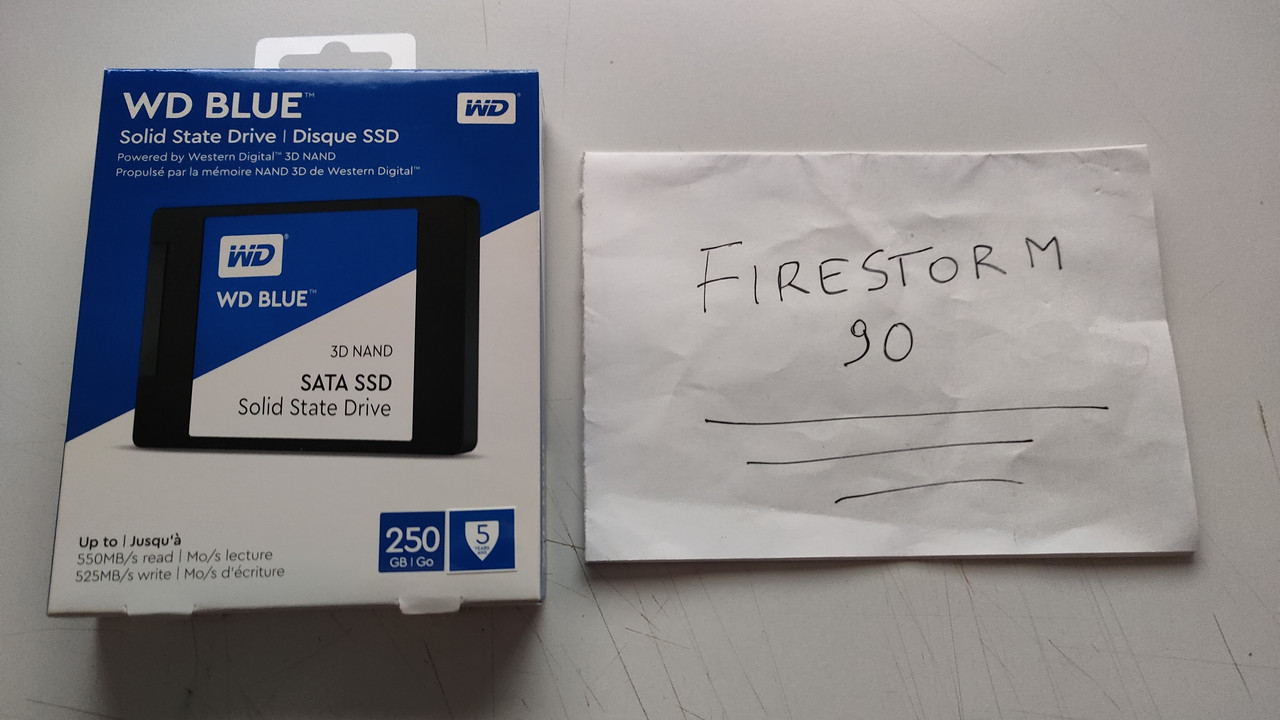 WD BLUE™
WD®
Solid State Drive | Disque SSD
Powered by Western Digital™ 3D NAND
Propulsé par la mémoire NAND 3D de Western Digital™
WD®
WD BLUE™
3D NAND
SATA SSD
Solid State Drive
Up to | Jusqu'à
550MB/s read | Mo/s lecture
525MB/s write | Mo/s d'écriture
250
GB | Go
5
YEARS
ANS
FIRESTORM
90